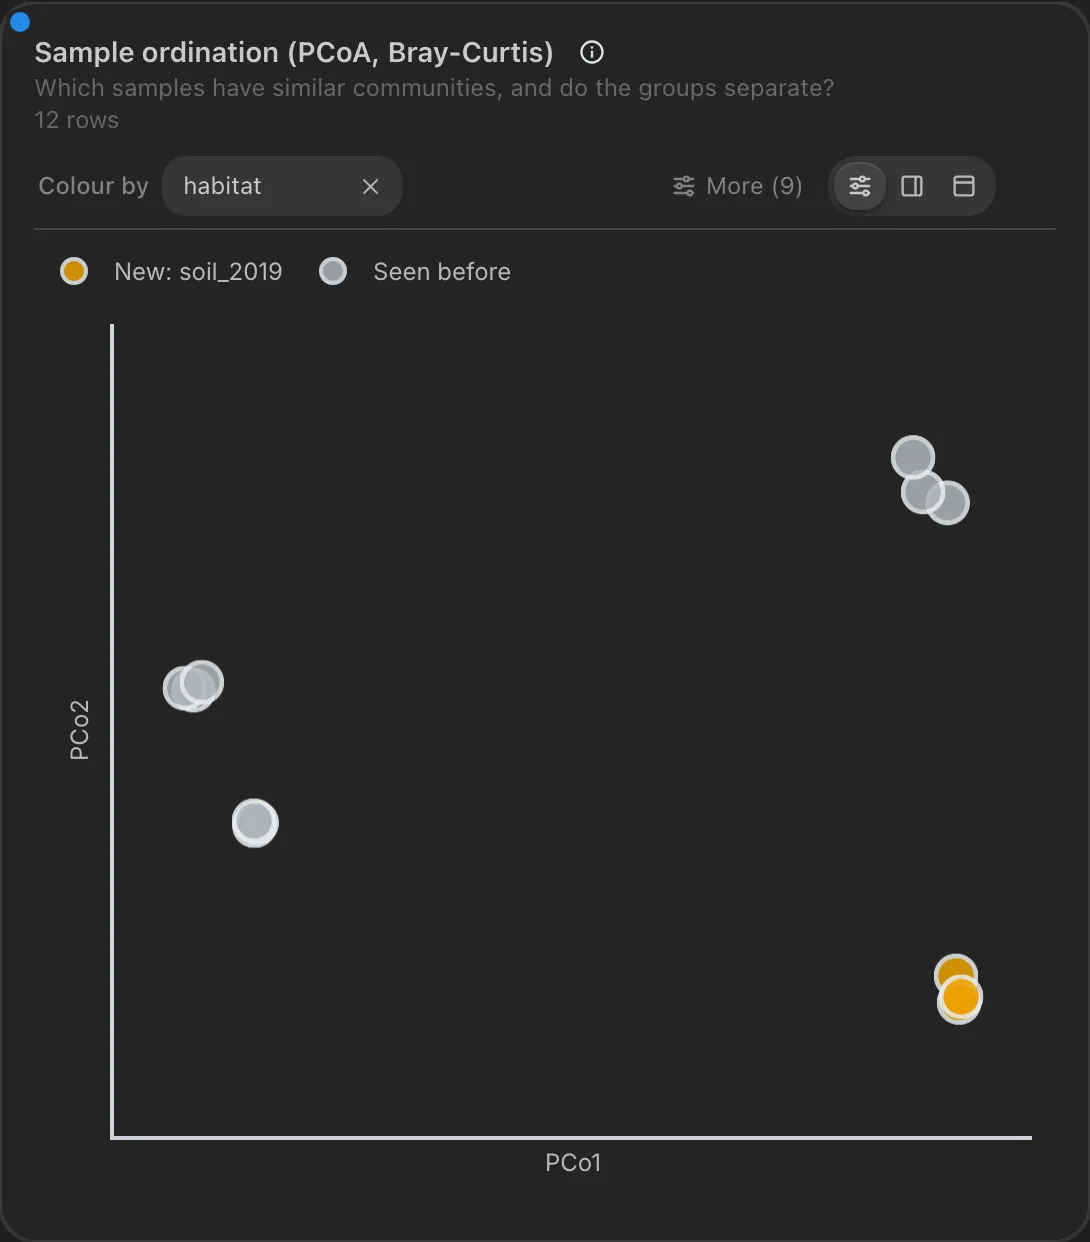 Sample ordination (PCoA, Bray-Curtis)
Which samples have similar communities, and do the groups separate?
12 rows
Colour by habitat More (9)
New: soil_2019 Seen before
PCo2
PCo1